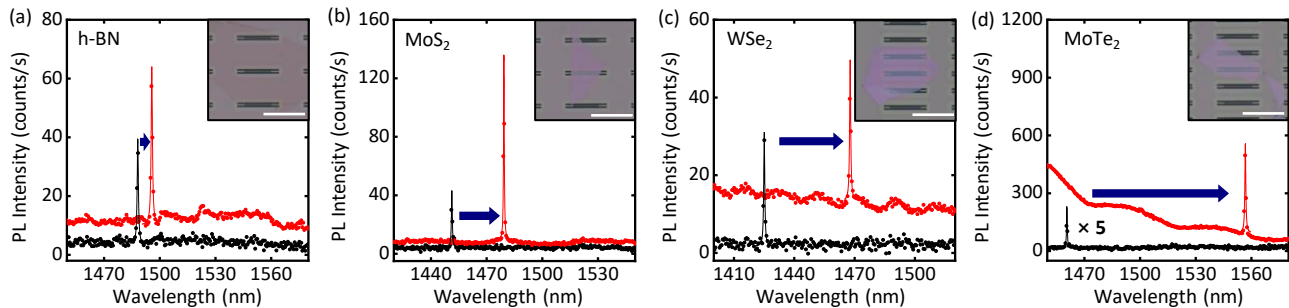 (a)
h-BN
PL Intensity (counts/s)
80
60
40
20
0
1470 1500 1530 1560
Wavelength (nm)
(b)
MoS₂
PL Intensity (counts/s)
160
120
80
40
0
1440 1470 1500 1530
Wavelength (nm)
(c)
WSe₂
PL Intensity (counts/s)
60
40
20
0
1410 1440 1470 1500
Wavelength (nm)
(d)
MoTe₂
PL Intensity (counts/s)
1200
900
600
300
0
× 5
1470 1500 1530 1560
Wavelength (nm)